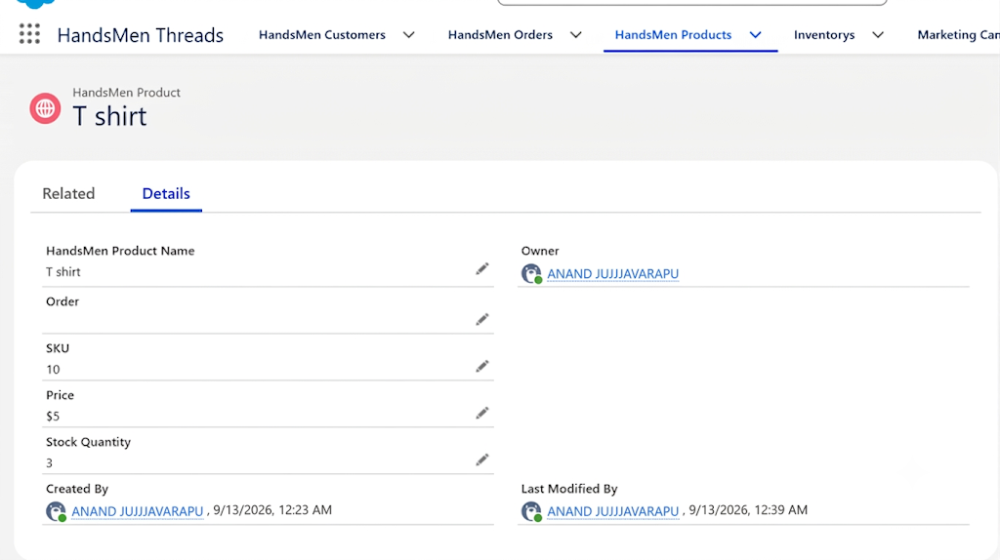 HandsMen Threads HandsMen Customers HandsMen Orders HandsMen Products Inventorys Marketing
HandsMen Product
T shirt
Related Details
HandsMen Product Name Owner
T shirt ANAND JUJJJAVARAPU
Order
SKU
10
Price
$5
Stock Quantity
3
Created By Last Modified By
ANAND JUJJJAVARAPU , 9/13/2026, 12:23 AM ANAND JUJJJAVARAPU , 9/13/2026, 12:39 AM